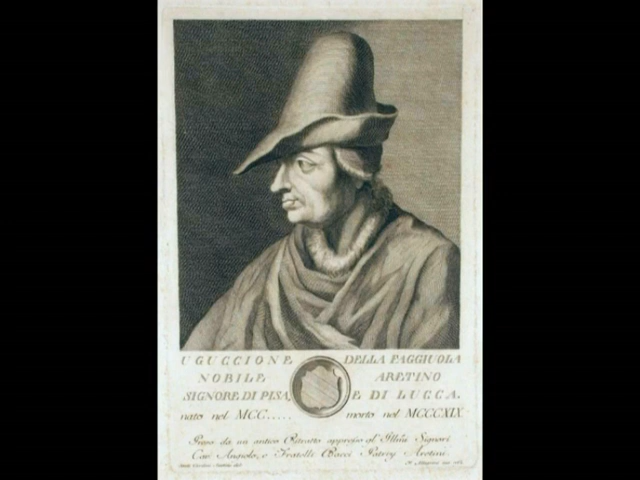 UGUCCIONE DELLA FAGGIUOLA
NOBILE ARETINO
SIGNORE DI PISA, E DI LUCCA.
nato nel MCC..... morto nel MCCCXIX.
Preso da un antico Ritratto appresso gl' Illmi Signori
Cav. Angiolo, e Fratelli Bacci Patrizj Aretini.